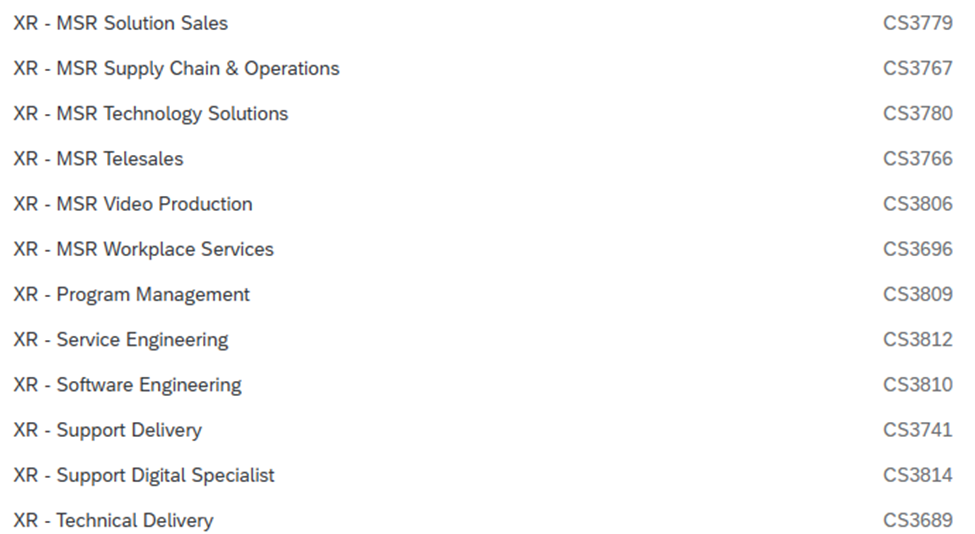 XR - MSR Solution Sales CS3779
XR - MSR Supply Chain & Operations CS3767
XR - MSR Technology Solutions CS3780
XR - MSR Telesales CS3766
XR - MSR Video Production CS3806
XR - MSR Workplace Services CS3696
XR - Program Management CS3809
XR - Service Engineering CS3812
XR - Software Engineering CS3810
XR - Support Delivery CS3741
XR - Support Digital Specialist CS3814
XR - Technical Delivery CS3689